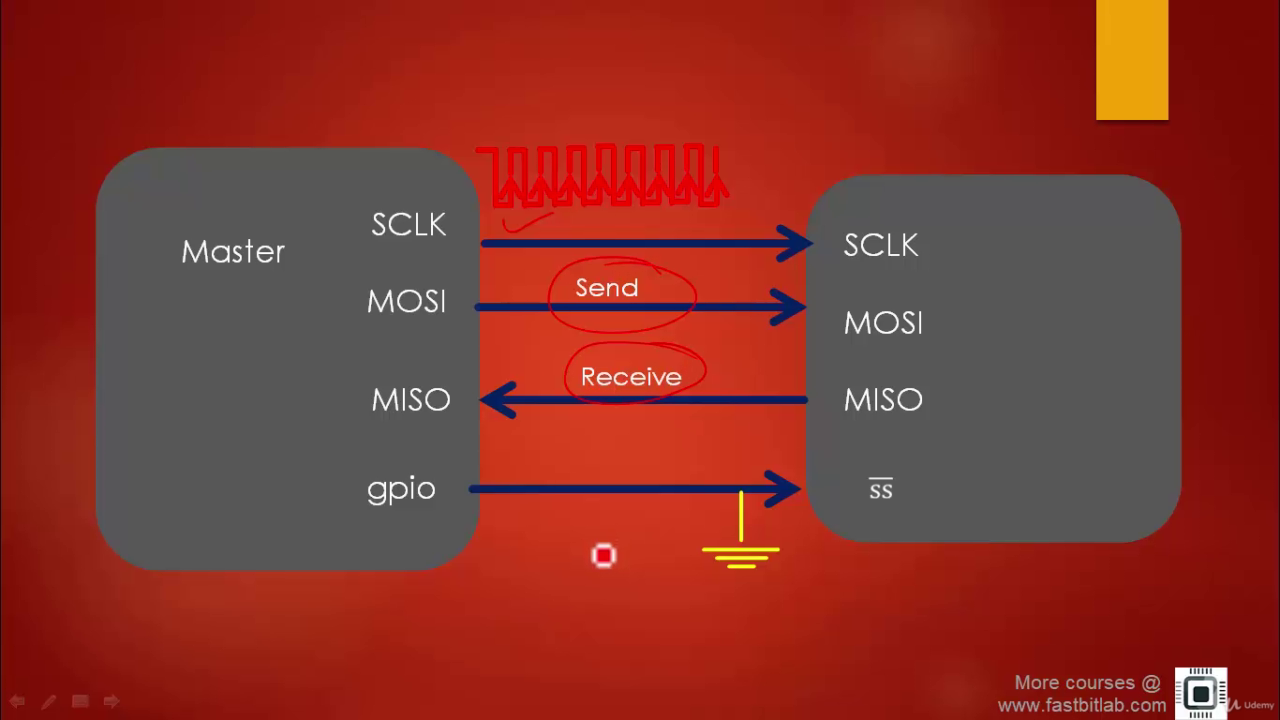 Master
SCLK
MOSI
MISO
gpio
Send
Receive
SCLK
MOSI
MISO
ss
More courses @
www.fastbitlab.com
Udemy